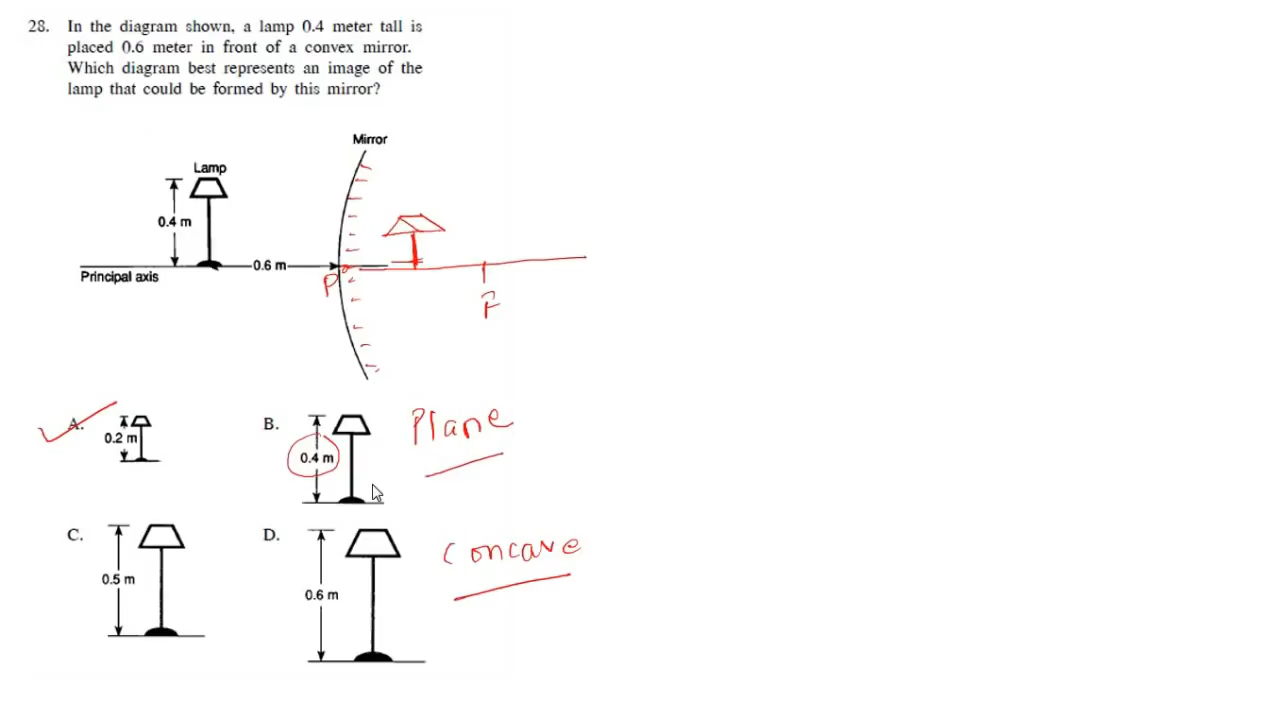 28. In the diagram shown, a lamp 0.4 meter tall is
placed 0.6 meter in front of a convex mirror.
Which diagram best represents an image of the
lamp that could be formed by this mirror?
Mirror
Lamp
0.4 m
0.6 m
Principal axis
P
F
A.
0.2 m
B.
0.4 m
Plane
C.
0.5 m
D.
0.6 m
Concave